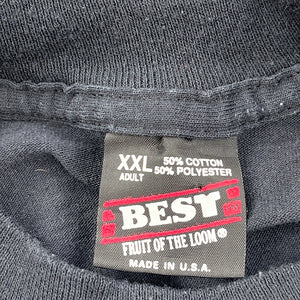 XXL 50% COTTON
ADULT 50% POLYESTER
BEST
FRUIT OF THE LOOM®
MADE IN U.S.A.